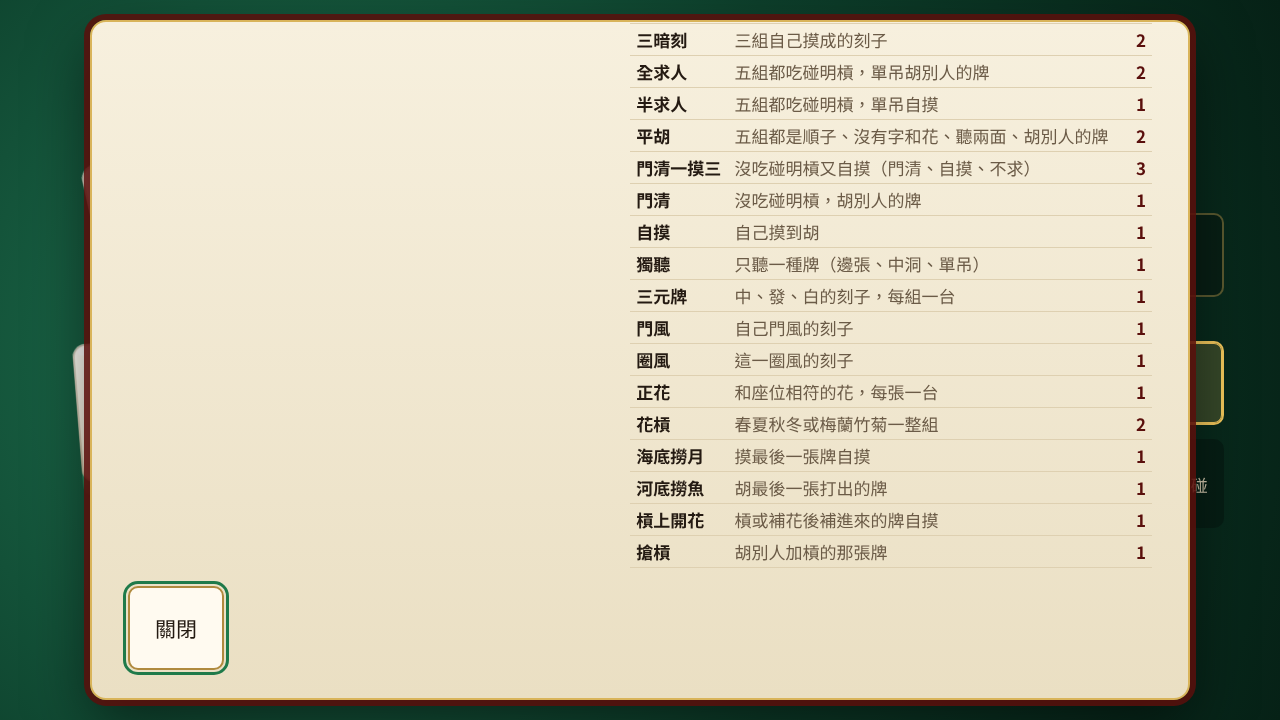 三暗刻 三組自己摸成的刻子 2
全求人 五組都吃碰明槓，單吊胡別人的牌 2
半求人 五組都吃碰明槓，單吊自摸 1
平胡 五組都是順子、沒有字和花、聽兩面、胡別人的牌 2
門清一摸三 沒吃碰明槓又自摸（門清、自摸、不求） 3
門清 沒吃碰明槓，胡別人的牌 1
自摸 自己摸到胡 1
獨聽 只聽一種牌（邊張、中洞、單吊） 1
三元牌 中、發、白的刻子，每組一台 1
門風 自己門風的刻子 1
圈風 這一圈風的刻子 1
正花 和座位相符的花，每張一台 1
花槓 春夏秋冬或梅蘭竹菊一整組 2
海底撈月 摸最後一張牌自摸 1
河底撈魚 胡最後一張打出的牌 1
槓上開花 槓或補花後補進來的牌自摸 1
搶槓 胡別人加槓的那張牌 1
關閉
碰